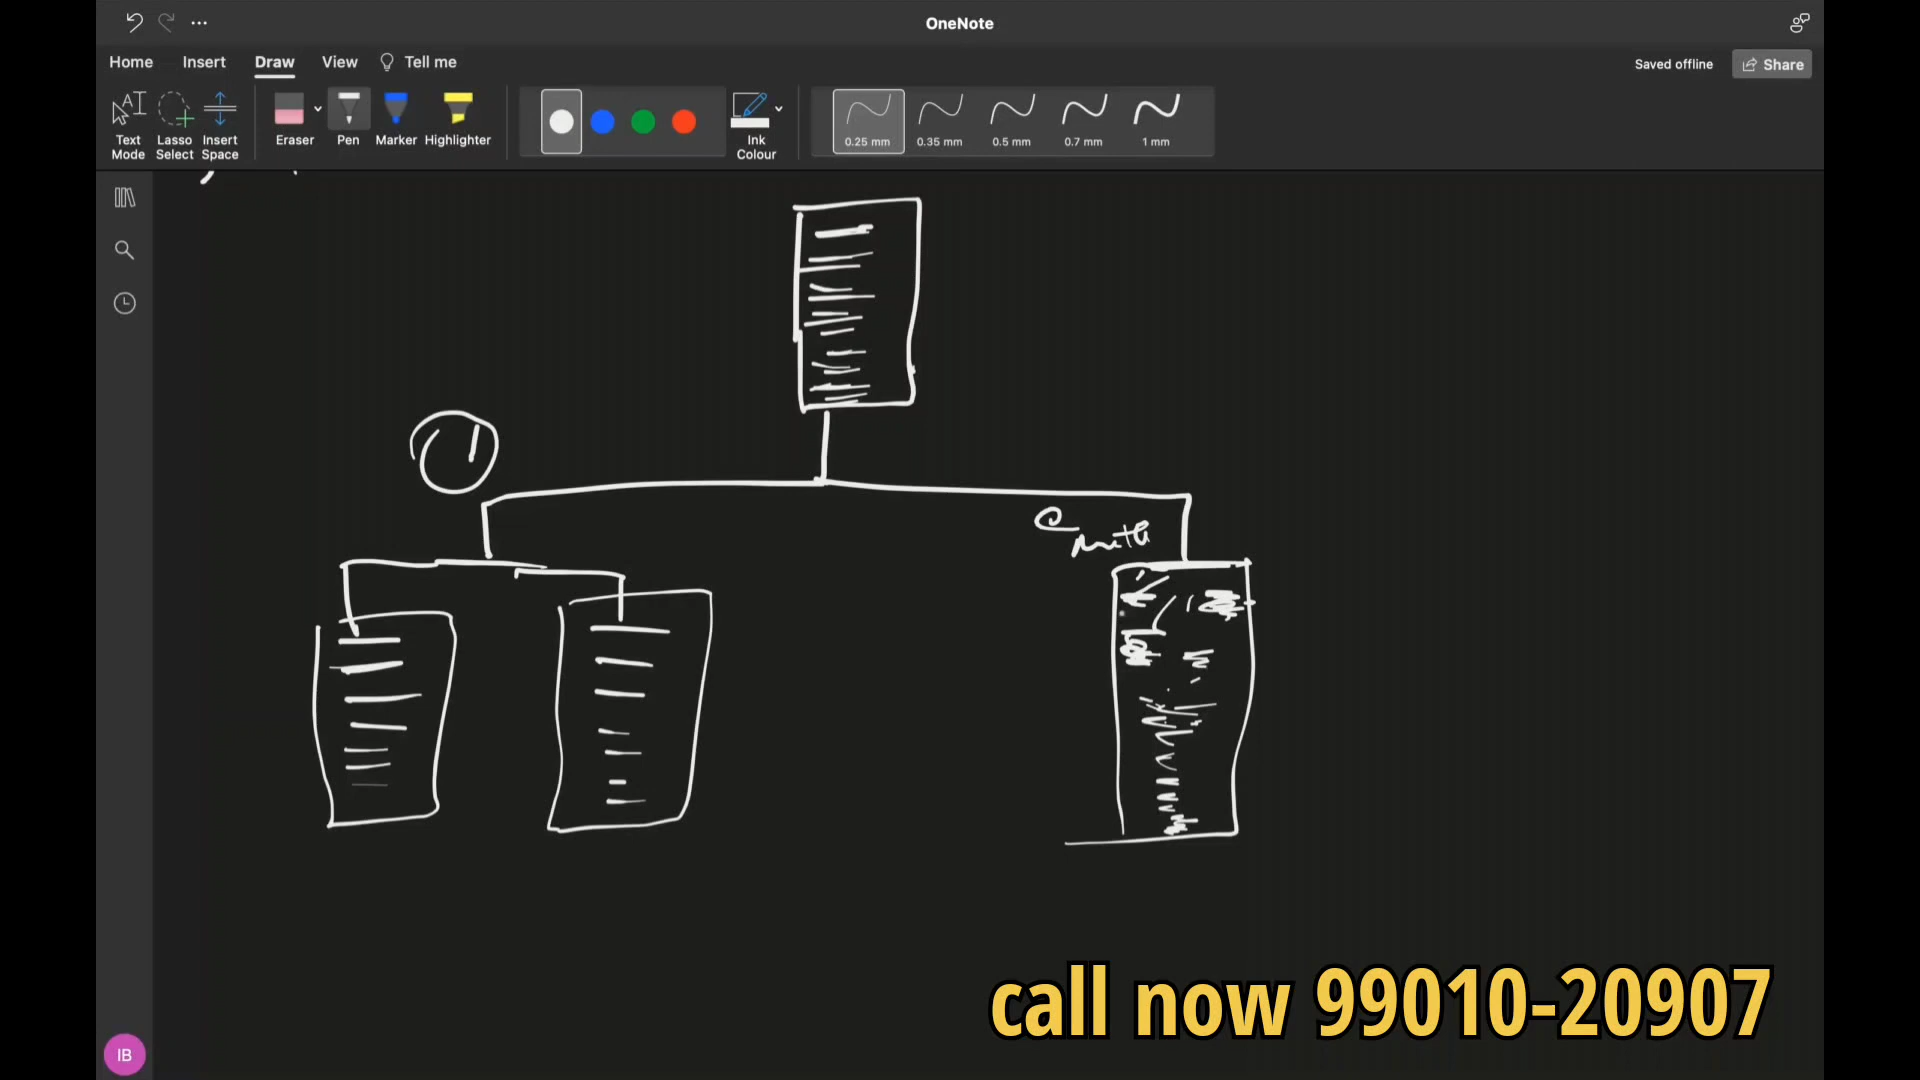 OneNote
Home Insert Draw View Tell me
Saved offline
Share
Text Mode
Lasso Select
Insert Space
Eraser
Pen
Marker
Highlighter
Ink Colour
0.25 mm
0.35 mm
0.5 mm
0.7 mm
1 mm
IB
call now 99010-20907